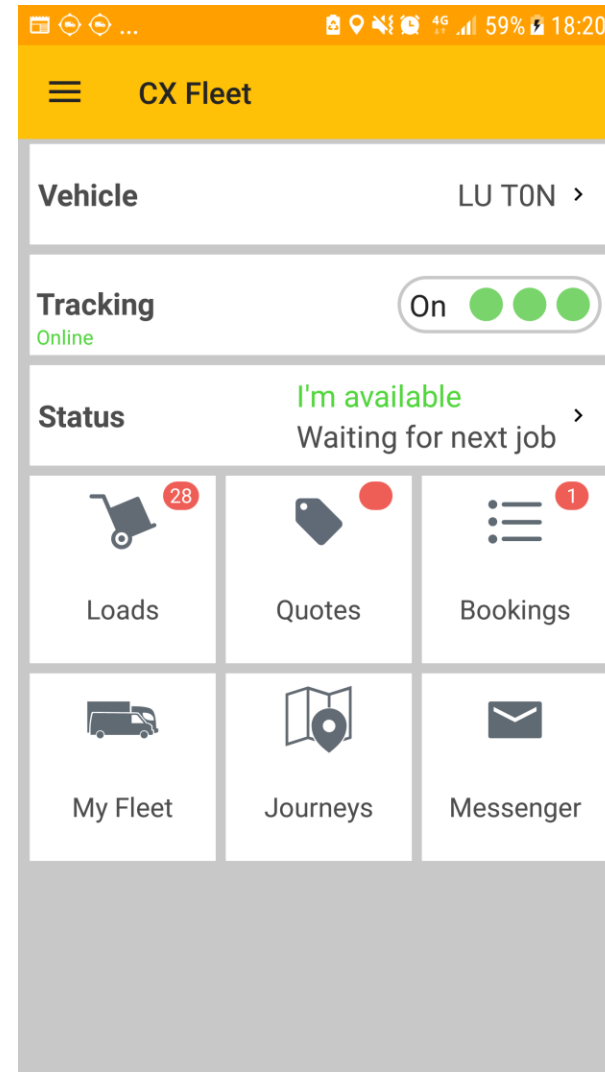 ... 4G 59% 18:20
CX Fleet
Vehicle LU T0N >
Tracking On
Online
I'm available
Status >
Waiting for next job
28 1
Loads Quotes Bookings
My Fleet Journeys Messenger